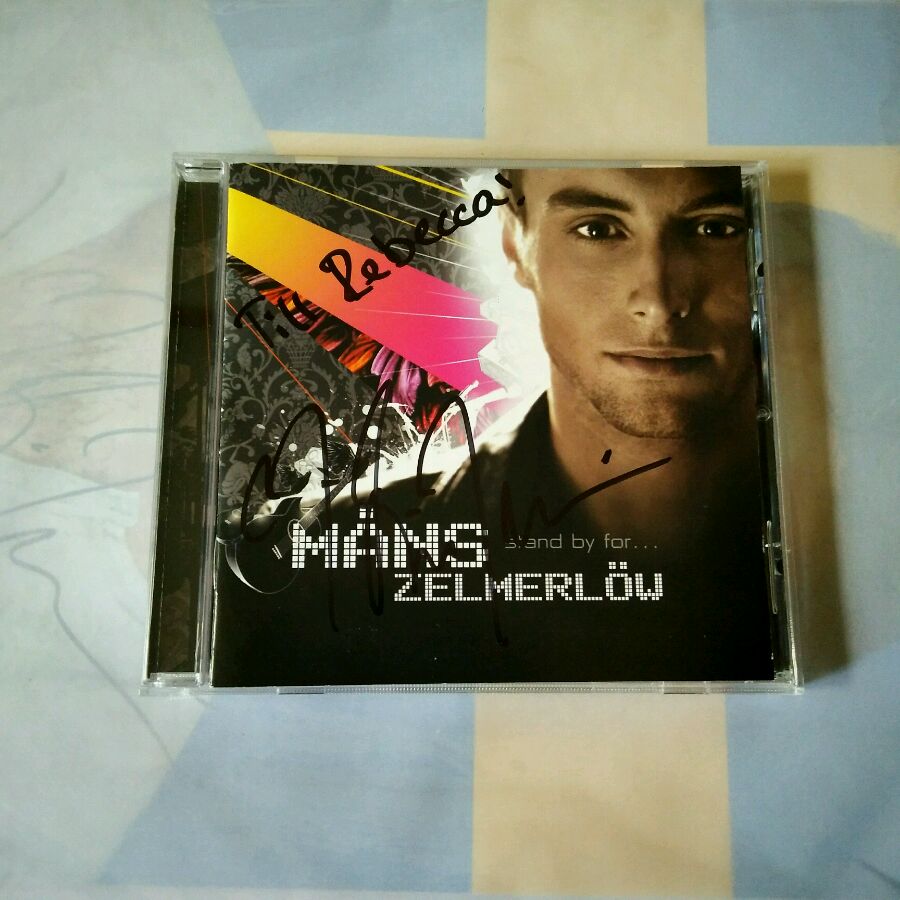 Till Rebecca!
MÅNS stand by for...
ZELMERLÖW